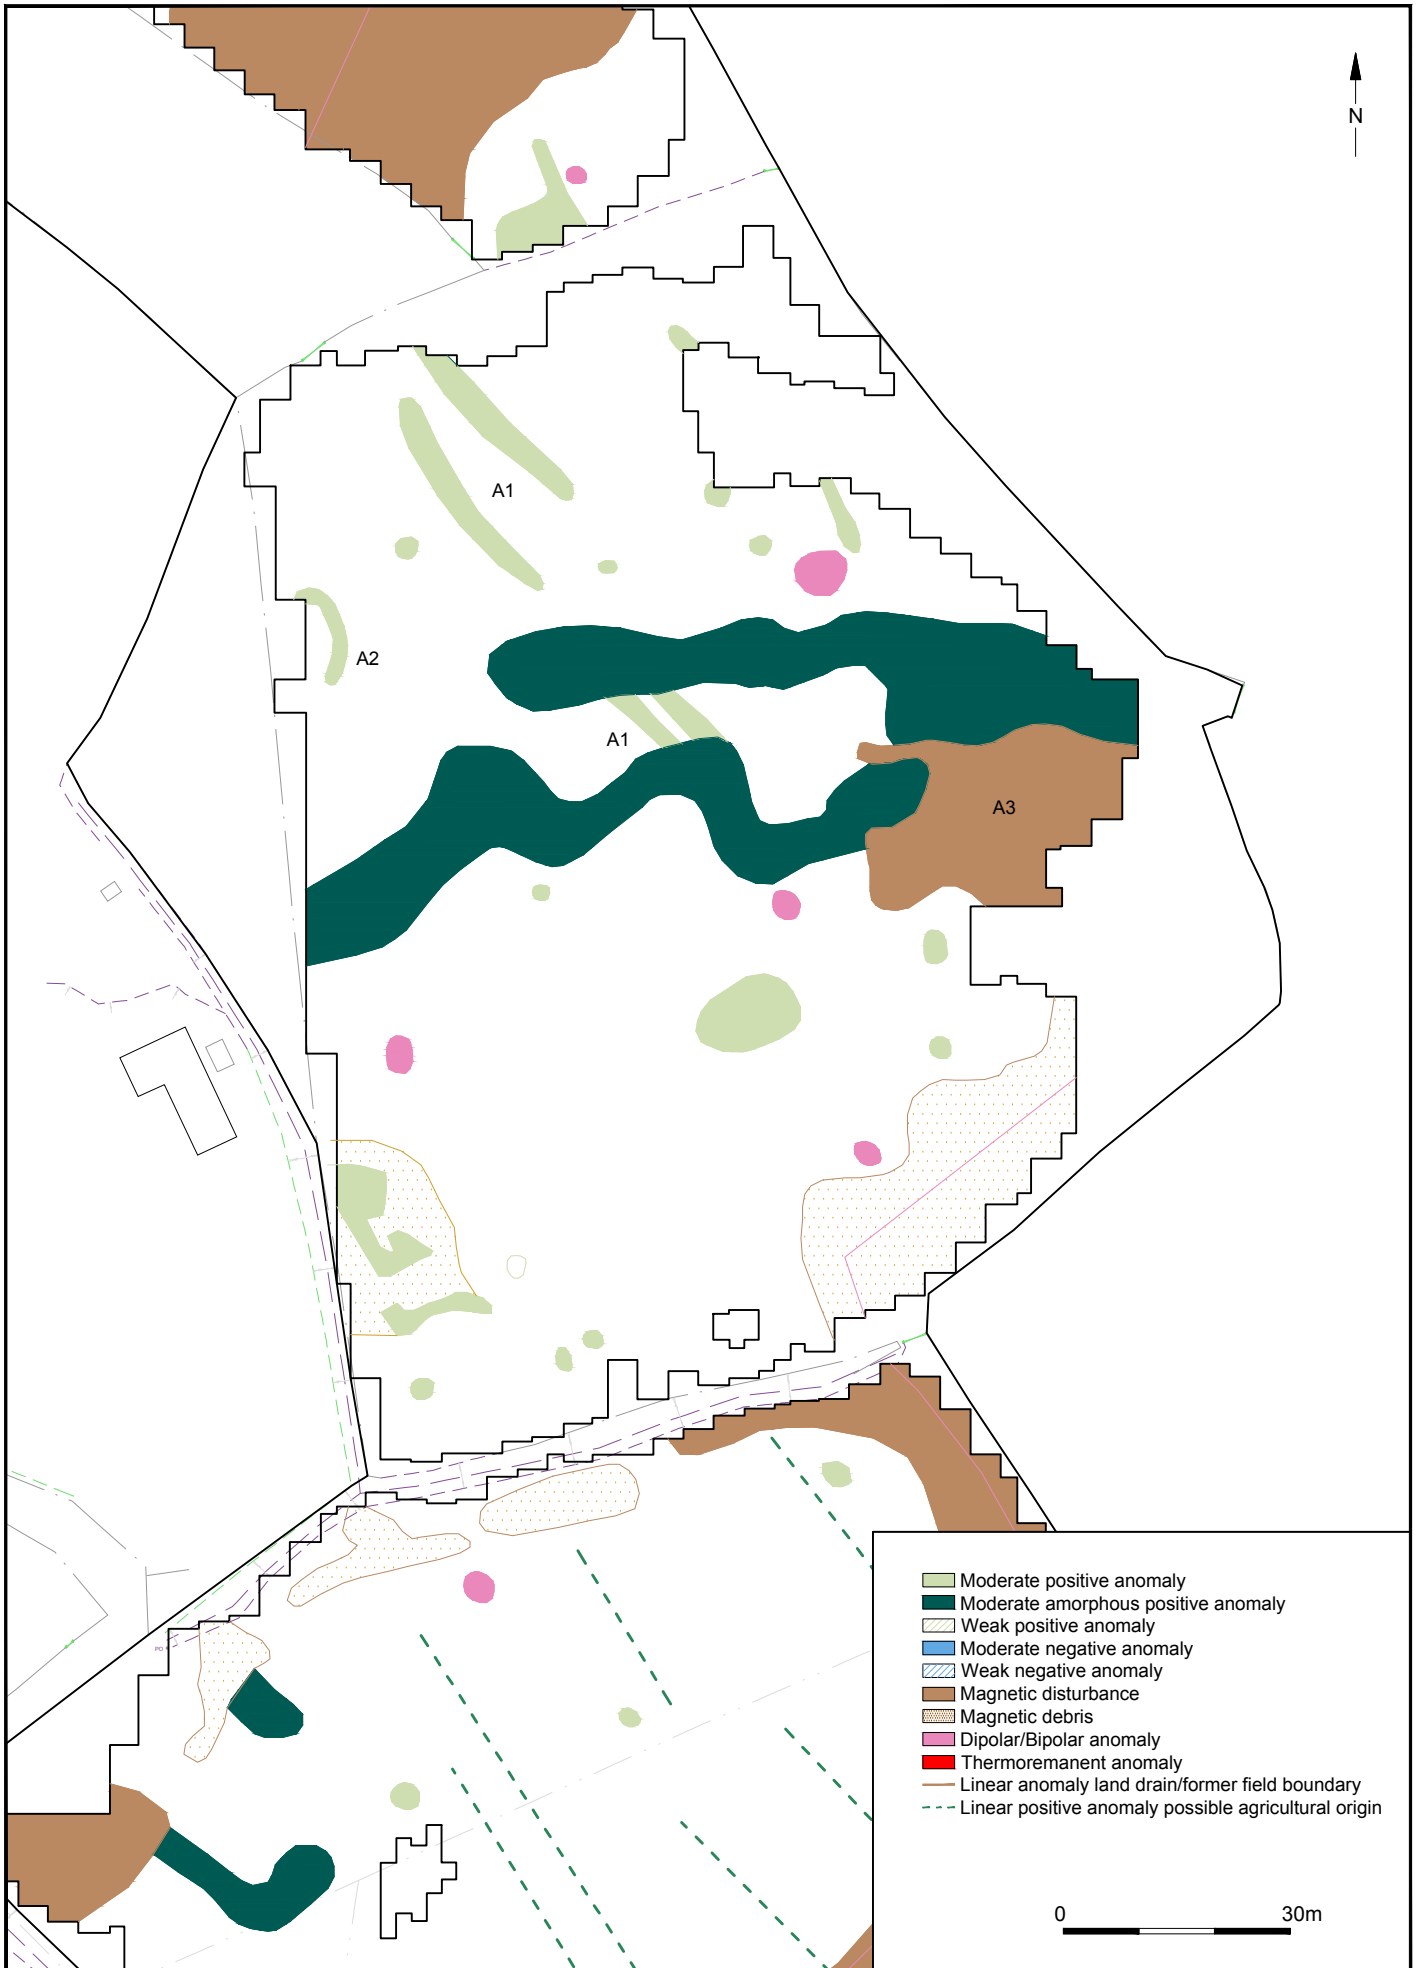 N
A1
A2
A1
A3
PO
Moderate positive anomaly
Moderate amorphous positive anomaly
Weak positive anomaly
Moderate negative anomaly
Weak negative anomaly
Magnetic disturbance
Magnetic debris
Dipolar/Bipolar anomaly
Thermoremanent anomaly
Linear anomaly land drain/former field boundary
Linear positive anomaly possible agricultural origin
0 30m